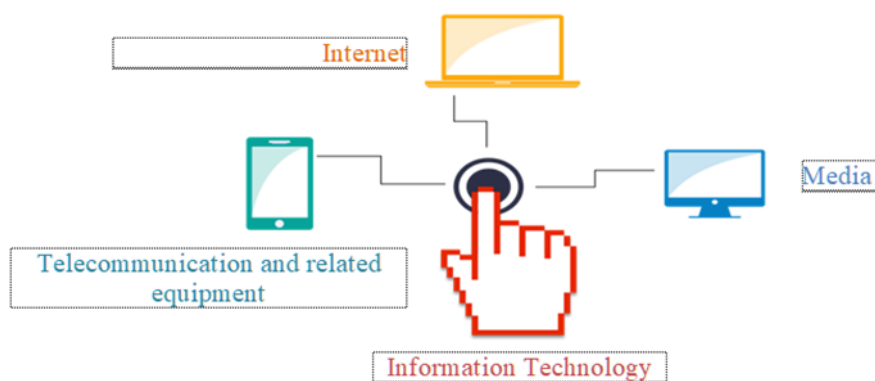 Internet
Media
Telecommunication and related
equipment
Information Technology